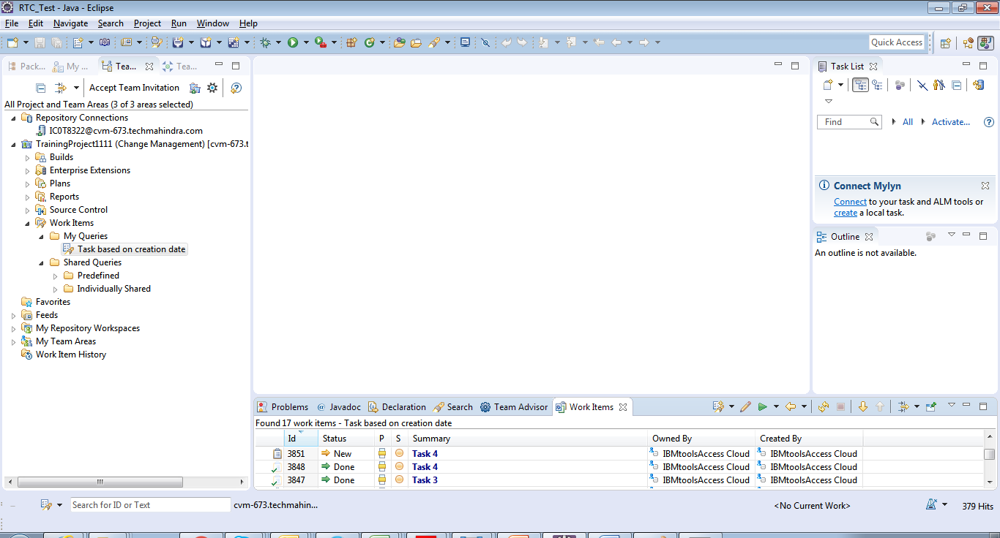 RTC_Test - Java - Eclipse
File Edit Navigate Search Project Run Window Help
Quick Access
Pack... My ... Tea... Tea...
Accept Team Invitation
All Project and Team Areas (3 of 3 areas selected)
Repository Connections
IC0T8322@cvm-673.techmahindra.com
TrainingProject1111 (Change Management) [cvm-673.t
Builds
Enterprise Extensions
Plans
Reports
Source Control
Work Items
My Queries
Task based on creation date
Shared Queries
Predefined
Individually Shared
Favorites
Feeds
My Repository Workspaces
My Team Areas
Work Item History
Task List
Find All Activate...
Connect Mylyn
Connect to your task and ALM tools or
create a local task.
Outline
An outline is not available.
Problems @ Javadoc Declaration Search Team Advisor Work Items
Found 17 work items - Task based on creation date
Id Status P S Summary Owned By Created By
3851 New Task 4 IBMtoolsAccess Cloud IBMtoolsAccess Cloud
3848 Done Task 4 IBMtoolsAccess Cloud IBMtoolsAccess Cloud
3847 Done Task 3 IBMtoolsAccess Cloud IBMtoolsAccess Cloud
Search for ID or Text cvm-673.techmahin... <No Current Work> 379 Hits